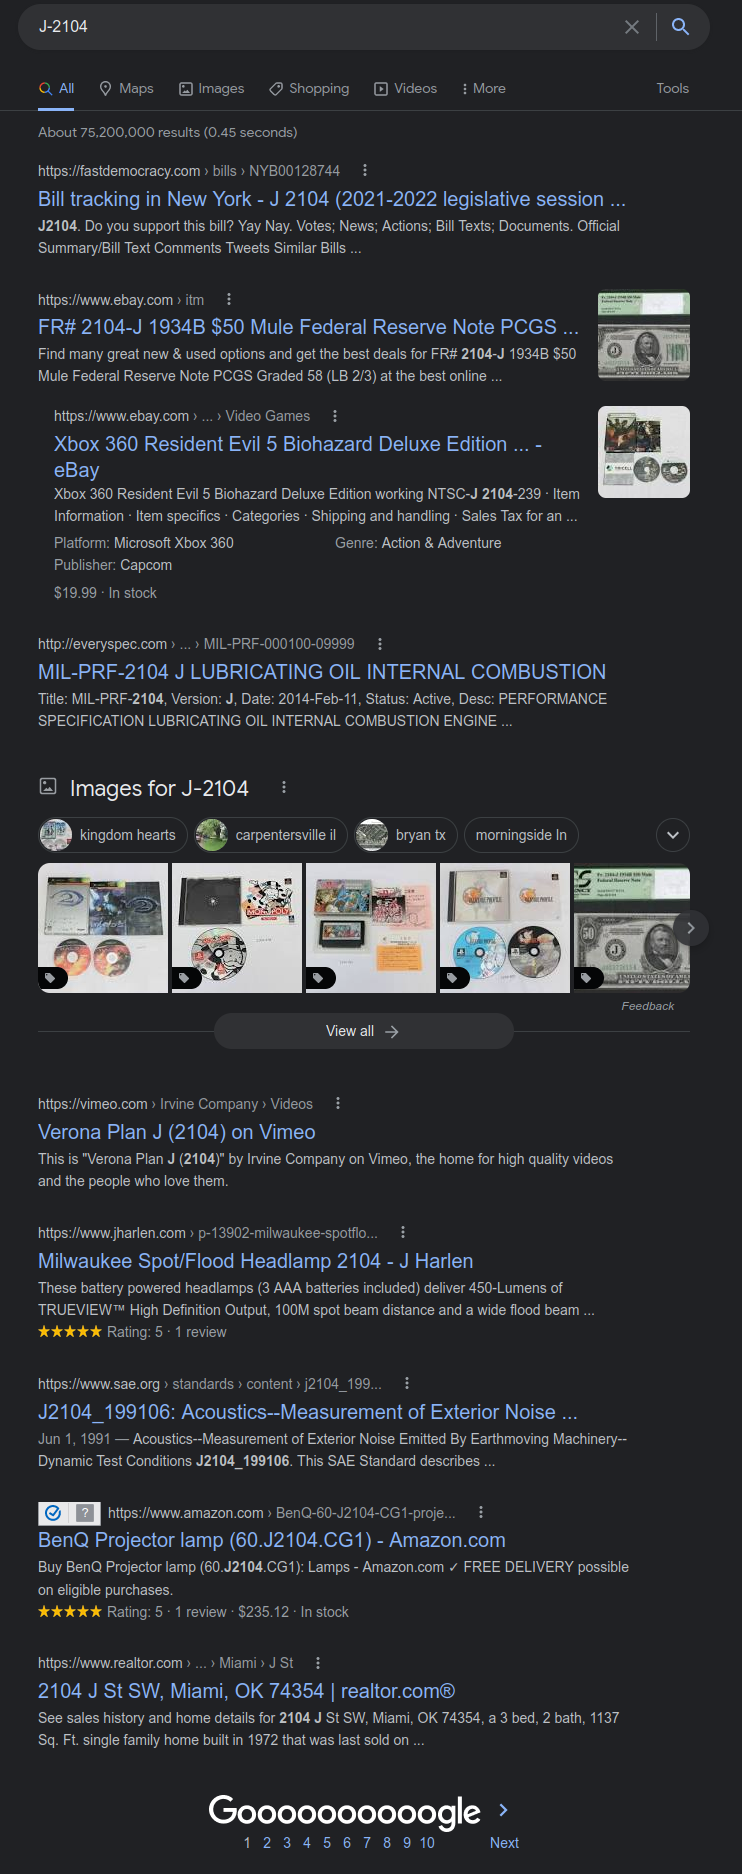 J-2104
All Maps Images Shopping Videos More Tools
About 75,200,000 results (0.45 seconds)
https://fastdemocracy.com › bills › NYB00128744
Bill tracking in New York - J 2104 (2021-2022 legislative session ...
J2104. Do you support this bill? Yay Nay. Votes; News; Actions; Bill Texts; Documents. Official
Summary/Bill Text Comments Tweets Similar Bills ...
https://www.ebay.com › itm
FR# 2104-J 1934B $50 Mule Federal Reserve Note PCGS ...
Find many great new & used options and get the best deals for FR# 2104-J 1934B $50
Mule Federal Reserve Note PCGS Graded 58 (LB 2/3) at the best online ...
https://www.ebay.com › ... › Video Games
Xbox 360 Resident Evil 5 Biohazard Deluxe Edition ... -
eBay
Xbox 360 Resident Evil 5 Biohazard Deluxe Edition working NTSC-J 2104-239 · Item
Information · Item specifics · Categories · Shipping and handling · Sales Tax for an ...
Platform: Microsoft Xbox 360 Genre: Action & Adventure
Publisher: Capcom
$19.99 · In stock
http://everyspec.com › ... › MIL-PRF-000100-09999
MIL-PRF-2104 J LUBRICATING OIL INTERNAL COMBUSTION
Title: MIL-PRF-2104, Version: J, Date: 2014-Feb-11, Status: Active, Desc: PERFORMANCE
SPECIFICATION LUBRICATING OIL INTERNAL COMBUSTION ENGINE ...
Images for J-2104
kingdom hearts carpentersville il bryan tx morningside ln
MONOPOLY
50
Feedback
View all
https://vimeo.com › Irvine Company › Videos
Verona Plan J (2104) on Vimeo
This is "Verona Plan J (2104)" by Irvine Company on Vimeo, the home for high quality videos
and the people who love them.
https://www.jharlen.com › p-13902-milwaukee-spotflo...
Milwaukee Spot/Flood Headlamp 2104 - J Harlen
These battery powered headlamps (3 AAA batteries included) deliver 450-Lumens of
TRUEVIEW™ High Definition Output, 100M spot beam distance and a wide flood beam ...
Rating: 5 · 1 review
https://www.sae.org › standards › content › j2104_199...
J2104_199106: Acoustics--Measurement of Exterior Noise ...
Jun 1, 1991 — Acoustics--Measurement of Exterior Noise Emitted By Earthmoving Machinery--
Dynamic Test Conditions J2104_199106. This SAE Standard describes ...
? https://www.amazon.com › BenQ-60-J2104-CG1-proje...
BenQ Projector lamp (60.J2104.CG1) - Amazon.com
Buy BenQ Projector lamp (60.J2104.CG1): Lamps - Amazon.com ✓ FREE DELIVERY possible
on eligible purchases.
Rating: 5 · 1 review · $235.12 · In stock
https://www.realtor.com › ... › Miami › J St
2104 J St SW, Miami, OK 74354 | realtor.com®
See sales history and home details for 2104 J St SW, Miami, OK 74354, a 3 bed, 2 bath, 1137
Sq. Ft. single family home built in 1972 that was last sold on ...
Goooooooooogle
1 2 3 4 5 6 7 8 9 10 Next